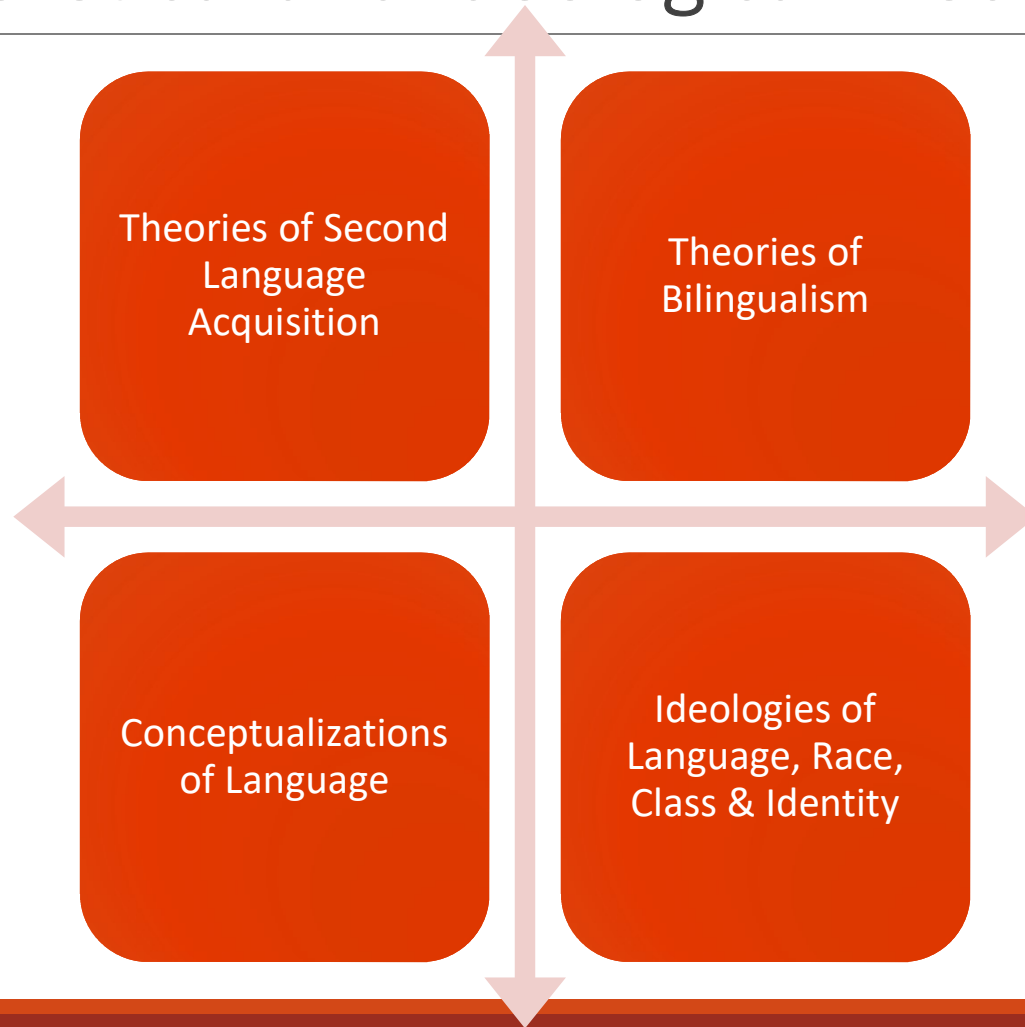 Theories of Second
Language
Acquisition
Theories of
Bilingualism
Conceptualizations
of Language
Ideologies of
Language, Race,
Class & Identity